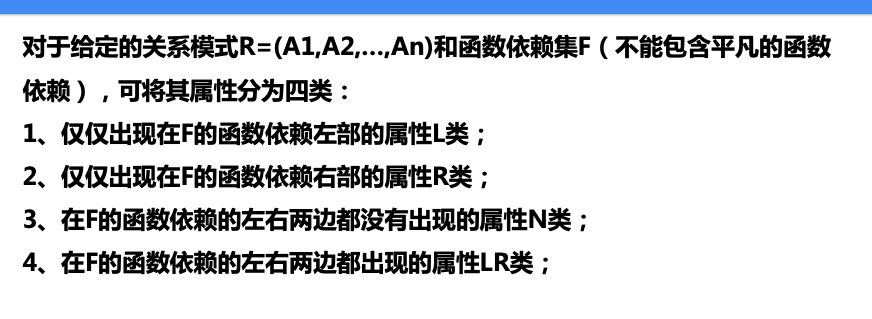 对于给定的关系模式R=(A1,A2,…,An)和函数依赖集F（不能包含平凡的函数
依赖），可将其属性分为四类：
1、仅仅出现在F的函数依赖左部的属性L类；
2、仅仅出现在F的函数依赖右部的属性R类；
3、在F的函数依赖的左右两边都没有出现的属性N类；
4、在F的函数依赖的左右两边都出现的属性LR类；